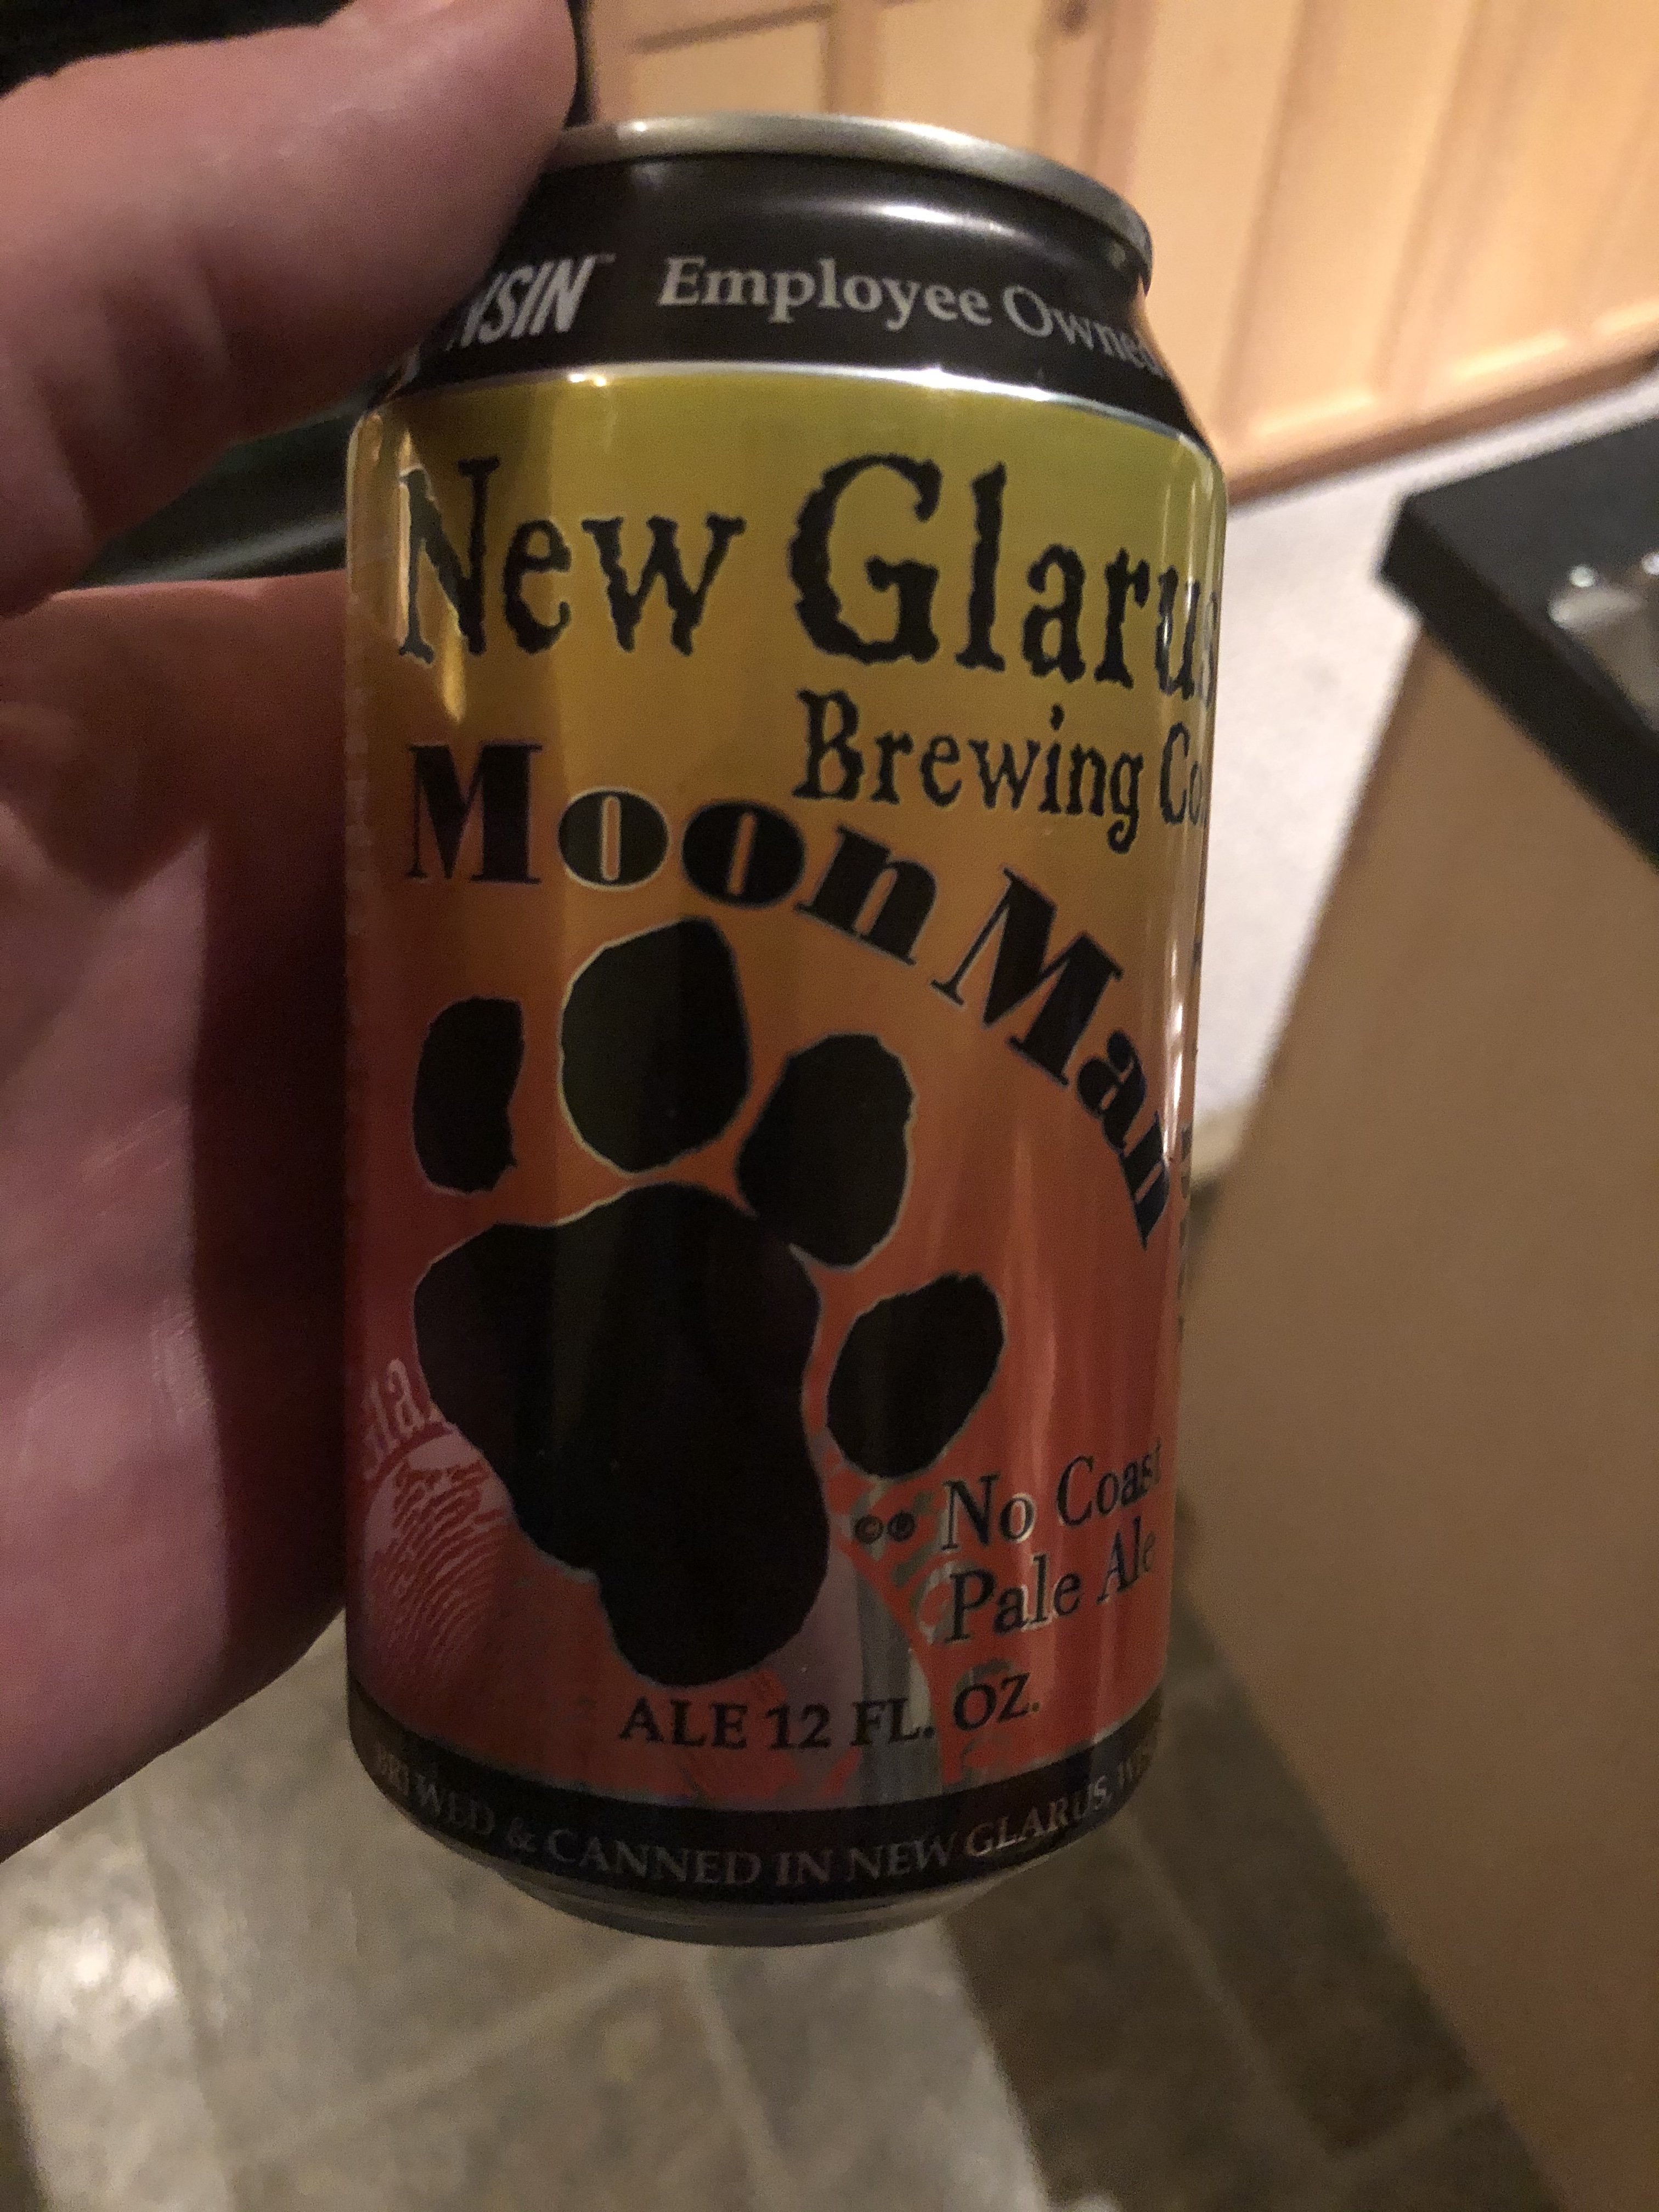 Employee Owned
New Glarus
Brewing Co.
Moon Man
No Coast
Pale Ale
ALE 12 FL. OZ.
BREWED & CANNED IN NEW GLARUS,